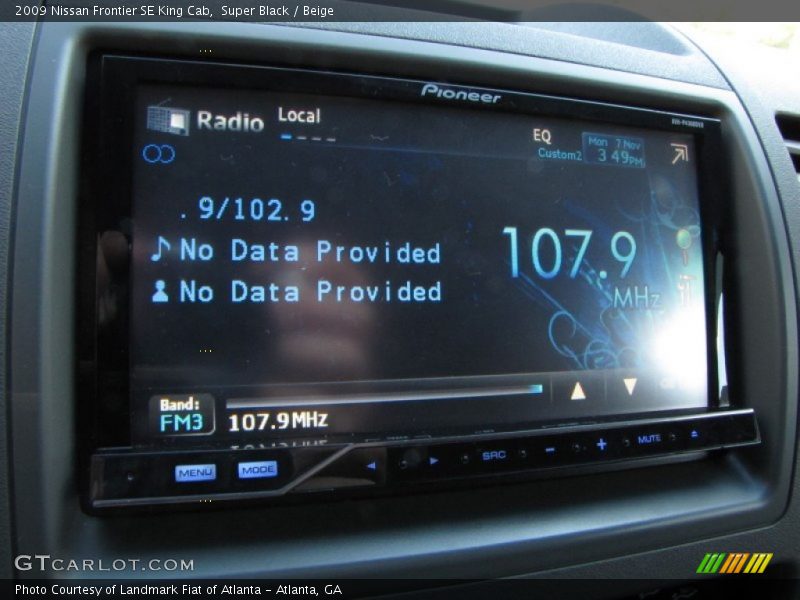 2009 Nissan Frontier SE King Cab, Super Black / Beige
Pioneer
Radio Local
EQ
Custom2
Mon 7 Nov
3 49PM
.9/102.9
No Data Provided
No Data Provided
107.9
MHz
Band:
FM3
107.9MHz
MENU MODE SRC MUTE
GTCARLOT.COM
Photo Courtesy of Landmark Fiat of Atlanta - Atlanta, GA